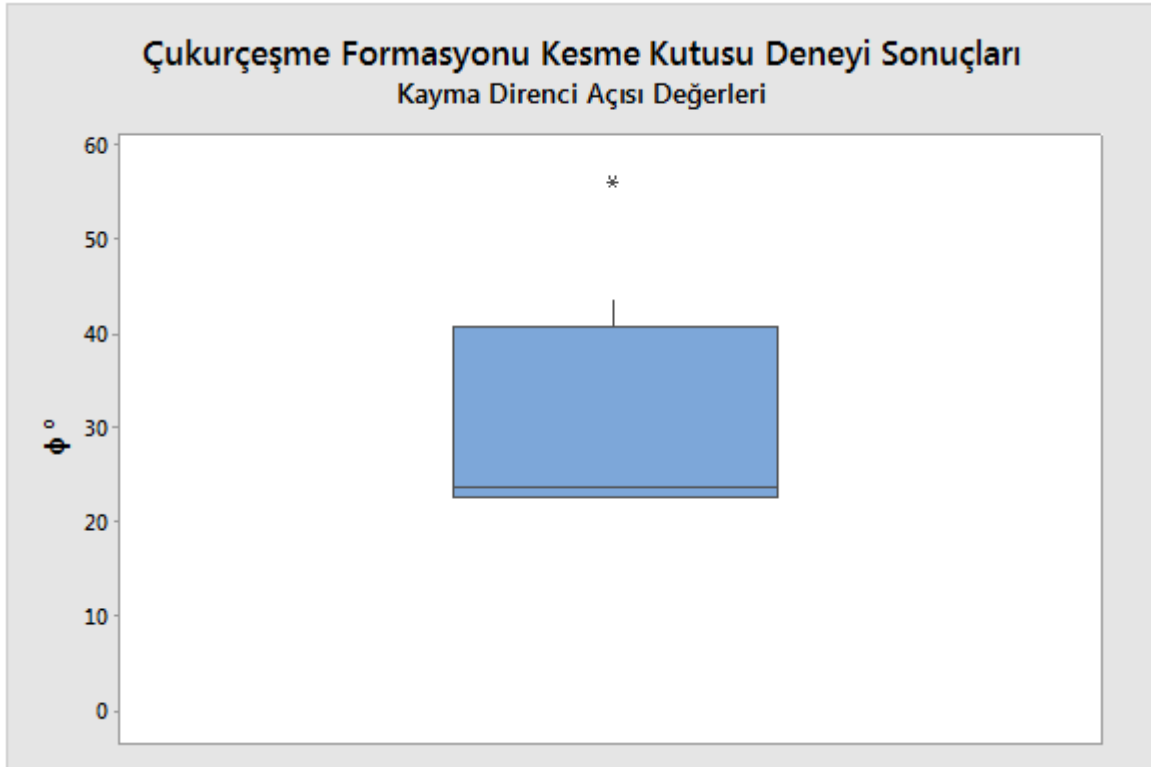 Çukurçeşme Formasyonu Kesme Kutusu Deneyi Sonuçları
Kayma Direnci Açısı Değerleri
60
50
40
30
20
10
0
ф°